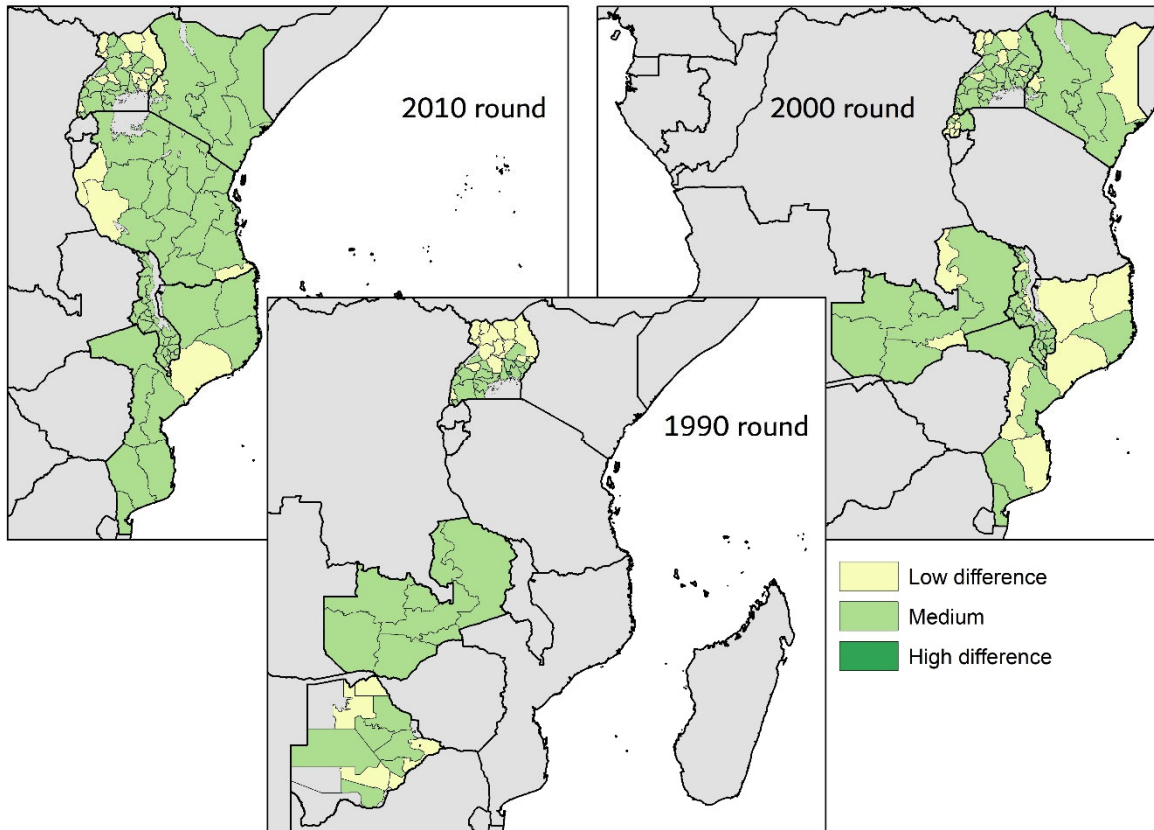 2010 round
2000 round
1990 round
Low difference
Medium
High difference